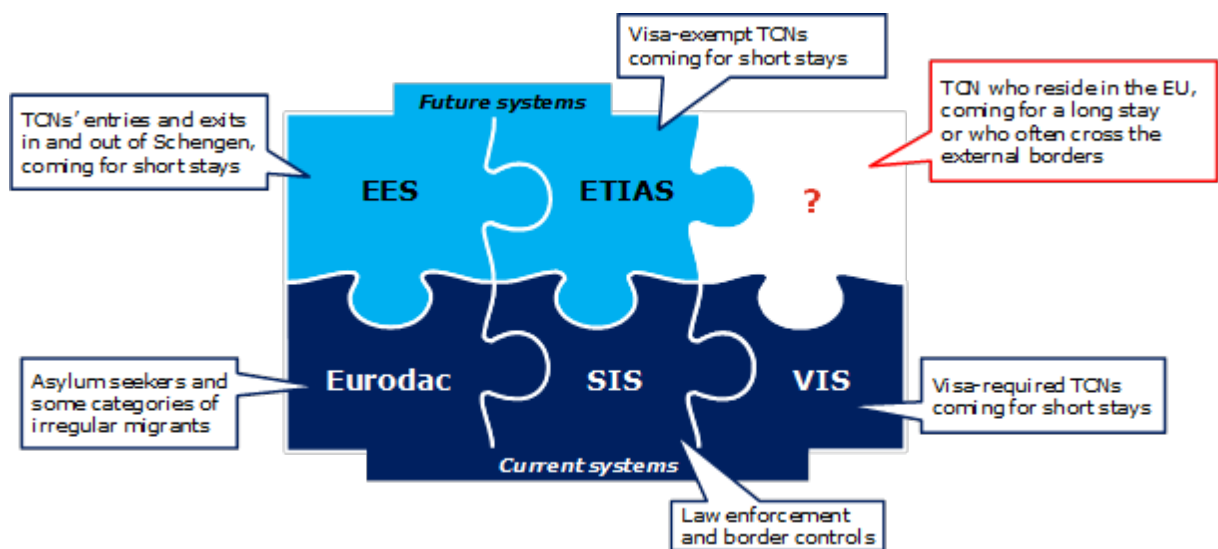 Visa-exempt TCNs
coming for short stays
TCN who reside in the EU,
coming for a long stay
or who often cross the
external borders
Future systems
TCNs' entries and exits
in and out of Schengen,
coming for short stays
EES
ETIAS
?
Eurodac
SIS
VIS
Asylum seekers and
some categories of
irregular migrants
Visa-required TCNs
coming for short stays
Current systems
Law enforcement
and border controls